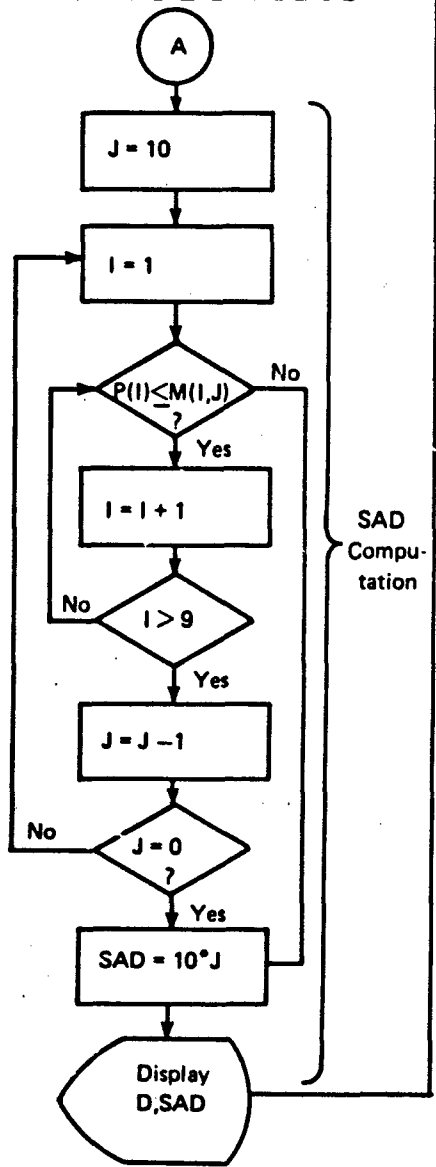 A
J = 10
I = 1
P(I)≤M(I,J)
?
No
Yes
I = I + 1
I > 9
No
Yes
J = J –1
J = 0
?
No
Yes
SAD = 10*J
Display
D,SAD
SAD
Compu-
tation